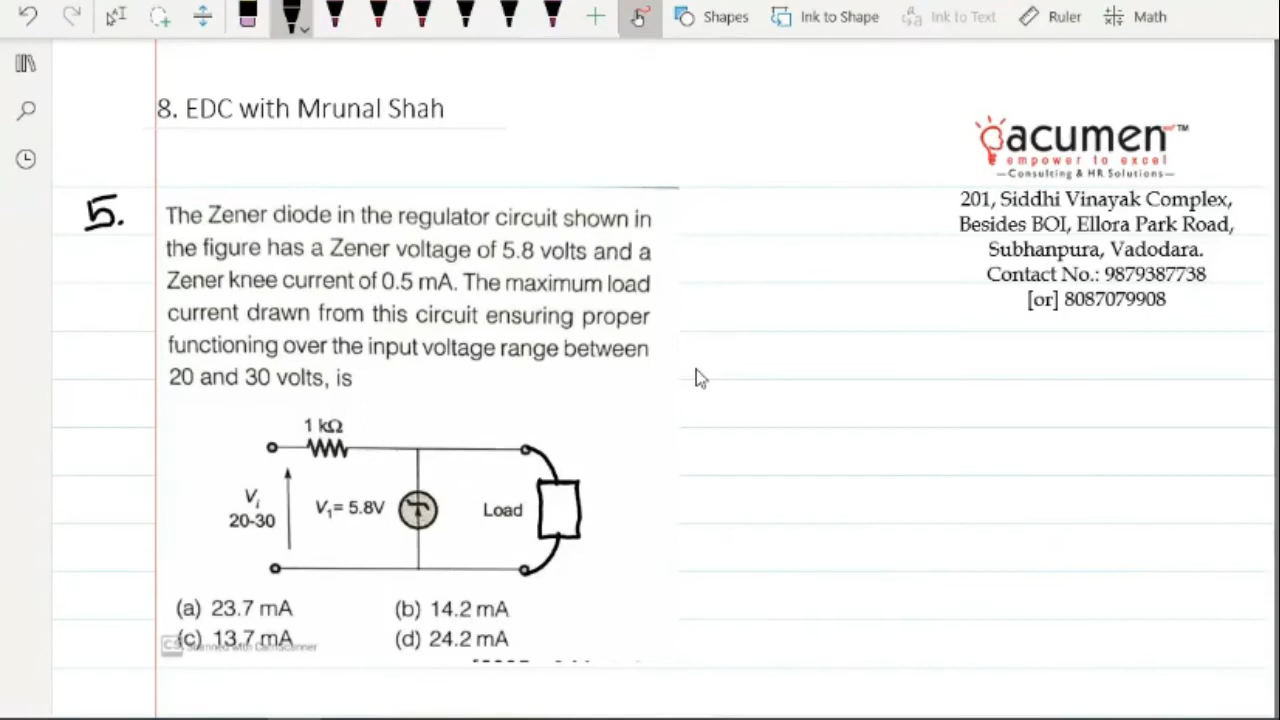 Shapes
Ink to Shape
Ink to Text
Ruler
Math
8. EDC with Mrunal Shah
acumen™
empower to excel
—Consulting & HR Solutions—
201, Siddhi Vinayak Complex,
Besides BOI, Ellora Park Road,
Subhanpura, Vadodara.
Contact No.: 9879387738
[or] 8087079908
5.
The Zener diode in the regulator circuit shown in
the figure has a Zener voltage of 5.8 volts and a
Zener knee current of 0.5 mA. The maximum load
current drawn from this circuit ensuring proper
functioning over the input voltage range between
20 and 30 volts, is
1 kΩ
Vi
20-30
V1= 5.8V
Load
(a) 23.7 mA
(b) 14.2 mA
(c) 13.7 mA
(d) 24.2 mA
CS Scanned with CamScanner